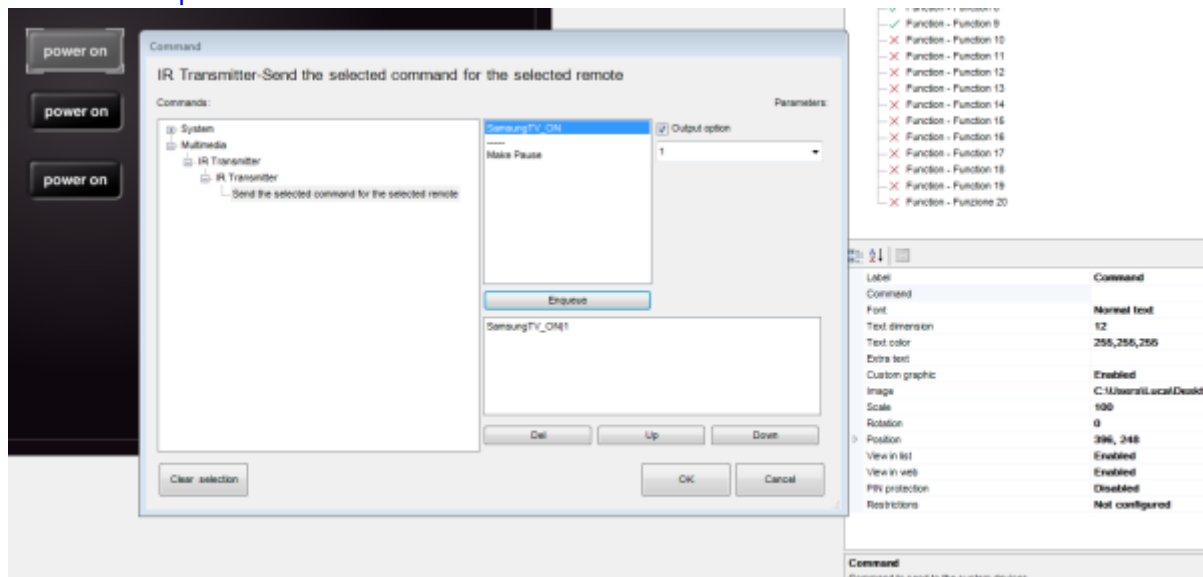 power on
power on
power on
Command
IR Transmitter-Send the selected command for the selected remote
Commands:
Parameters:
System
Multimedia
IR Transmitter
IR Transmitter
Send the selected command for the selected remote
SamsungTV_ON
-----
Make Pause
Output option
1
Enqueue
SamsungTV_ON|1
Del
Up
Down
Clear selection
OK
Cancel
Function - Function 9
Function - Function 10
Function - Function 11
Function - Function 12
Function - Function 13
Function - Function 14
Function - Function 15
Function - Function 16
Function - Function 17
Function - Function 18
Function - Function 19
Function - Funzione 20
Label Command
Command
Font Normal text
Text dimension 12
Text color 255,255,255
Extra text
Custom graphic Enabled
Image C:\Users\Luca\Deskt
Scale 100
Rotation 0
Position 396, 248
View in list Enabled
View in web Enabled
PIN protection Disabled
Restrictions Not configured
Command